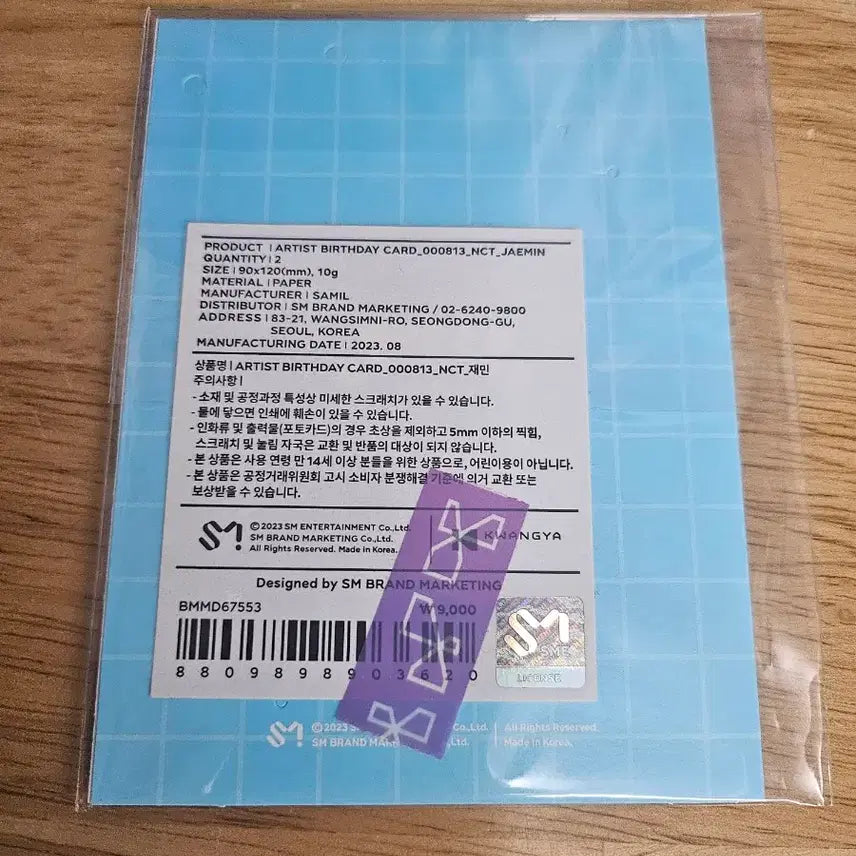 PRODUCT | ARTIST BIRTHDAY CARD_000813_NCT_JAEMIN
QUANTITY | 2
SIZE | 90x120(mm), 10g
MATERIAL | PAPER
MANUFACTURER | SAMIL
DISTRIBUTOR | SM BRAND MARKETING / 02-6240-9800
ADDRESS | 83-21, WANGSIMNI-RO, SEONGDONG-GU,
SEOUL, KOREA
MANUFACTURING DATE | 2023. 08
상품명 | ARTIST BIRTHDAY CARD_000813_NCT_재민
주의사항 |
- 소재 및 공정과정 특성상 미세한 스크래치가 있을 수 있습니다.
- 물에 닿으면 인쇄에 훼손이 있을 수 있습니다.
- 인화류 및 출력물(포토카드)의 경우 초상을 제외하고 5mm 이하의 찍힘,
스크래치 및 눌림 자국은 교환 및 반품의 대상이 되지 않습니다.
- 본 상품은 사용 연령 만 14세 이상 분들을 위한 상품으로, 어린이용이 아닙니다.
- 본 상품은 공정거래위원회 고시 소비자 분쟁해결 기준에 의거 교환 또는
보상받을 수 있습니다.
SM
©2023 SM ENTERTAINMENT Co.,Ltd.
SM BRAND MARKETING Co.,Ltd.
All Rights Reserved. Made in Korea.
KWANGYA
Designed by SM BRAND MARKETING
BMMD67553
₩9,000
8809898903620
SM
SME
LICENSE
SM
©2023 Co.,Ltd. | All Rights Reserved.
SM BRAND Ltd. | Made in Korea.